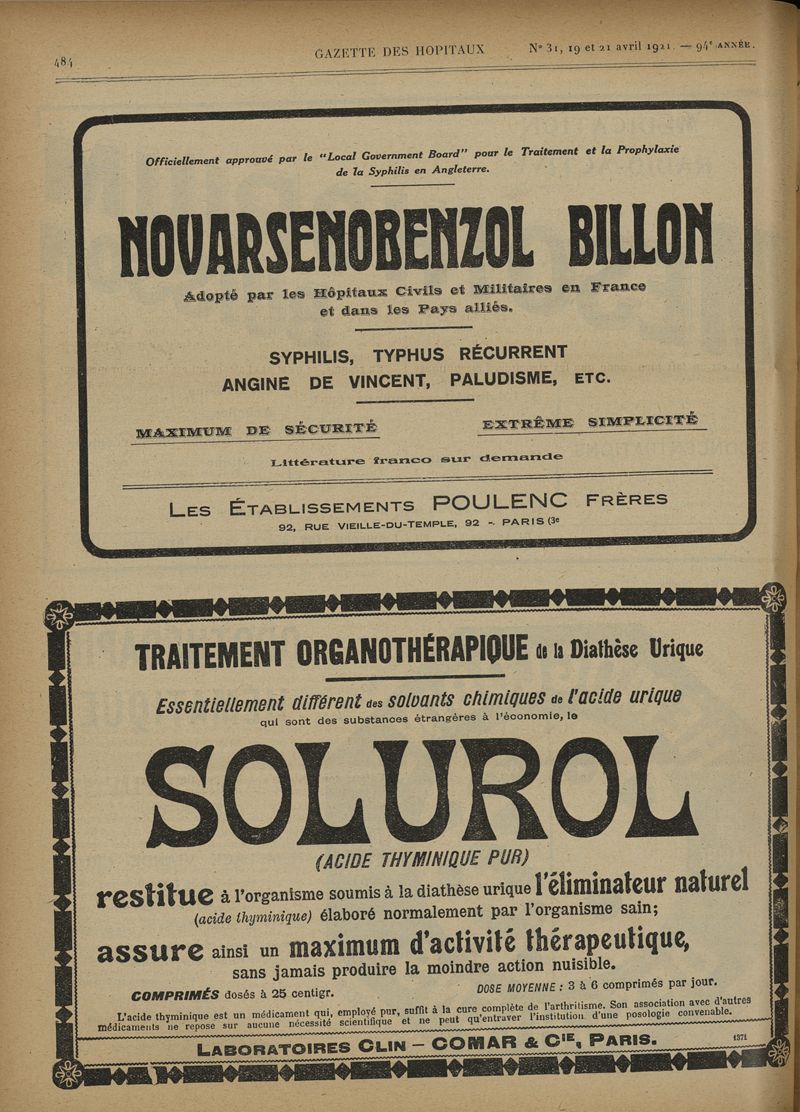 484
GAZETTE DES HOPITAUX
N° 31, 19 et 21 avril 1921. — 94e ANNÉE.
Officiellement approuvé par le "Local Government Board" pour le Traitement et la Prophylaxie
de la Syphilis en Angleterre.
NOVARSENOBENZOL BILLON
Adopté par les Hôpitaux Civils et Militaires en France
et dans les Pays alliés.
SYPHILIS, TYPHUS RÉCURRENT
ANGINE DE VINCENT, PALUDISME, ETC.
MAXIMUM DE SÉCURITÉ
EXTRÊME SIMPLICITÉ
Littérature franco sur demande
LES ÉTABLISSEMENTS POULENC FRÈRES
92, RUE VIEILLE-DU-TEMPLE, 92 -. PARIS (3e
TRAITEMENT ORGANOTHÉRAPIQUE de la Diathèse Urique
Essentiellement différent des solvants chimiques de l'acide urique
qui sont des substances étrangères à l'économie, le
SOLUROL
(ACIDE THYMINIQUE PUR)
restitue à l'organisme soumis à la diathèse urique l'éliminateur naturel
(acide thyminique) élaboré normalement par l'organisme sain;
assure ainsi un maximum d'activité thérapeutique,
sans jamais produire la moindre action nuisible.
COMPRIMÉS dosés à 25 centigr.
DOSE MOYENNE : 3 à 6 comprimés par jour.
L'acide thyminique est un médicament qui, employé pur, suffit à la cure complète de l'arthritisme. Son association avec d'autres
médicaments ne repose sur aucune nécessité scientifique et ne peut qu'entraver l'institution d'une posologie convenable.
LABORATOIRES CLIN — COMAR & CIE, PARIS.
1371